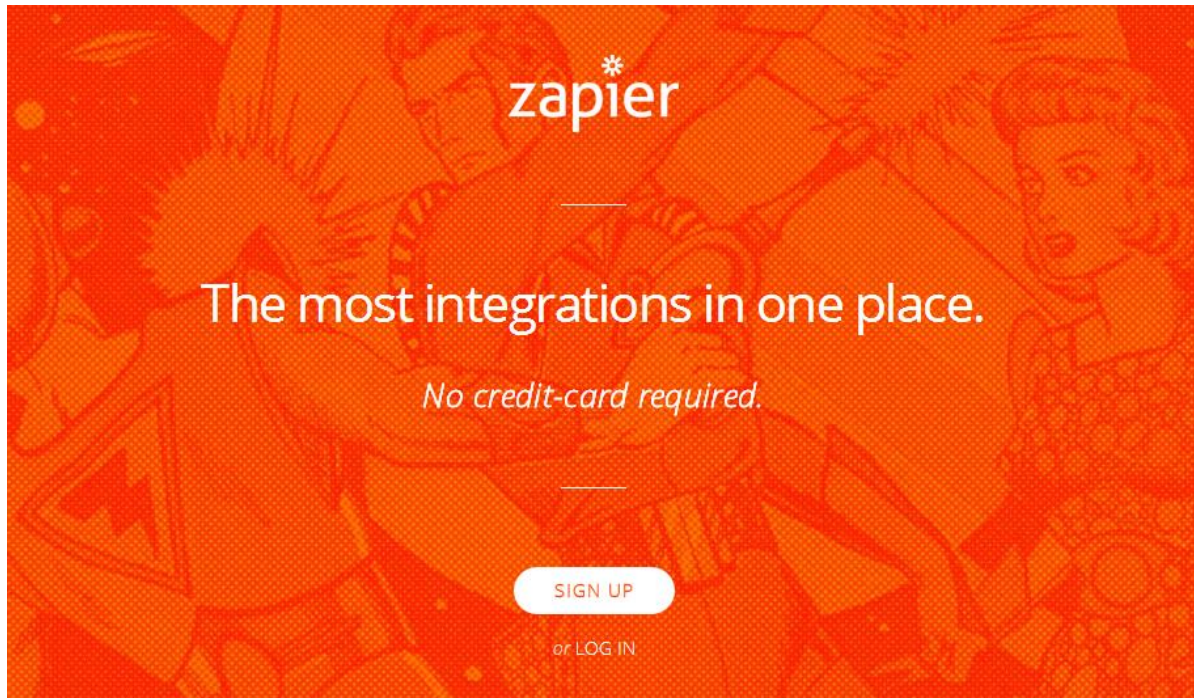 zapier
The most integrations in one place.
No credit-card required.
SIGN UP
or LOG IN